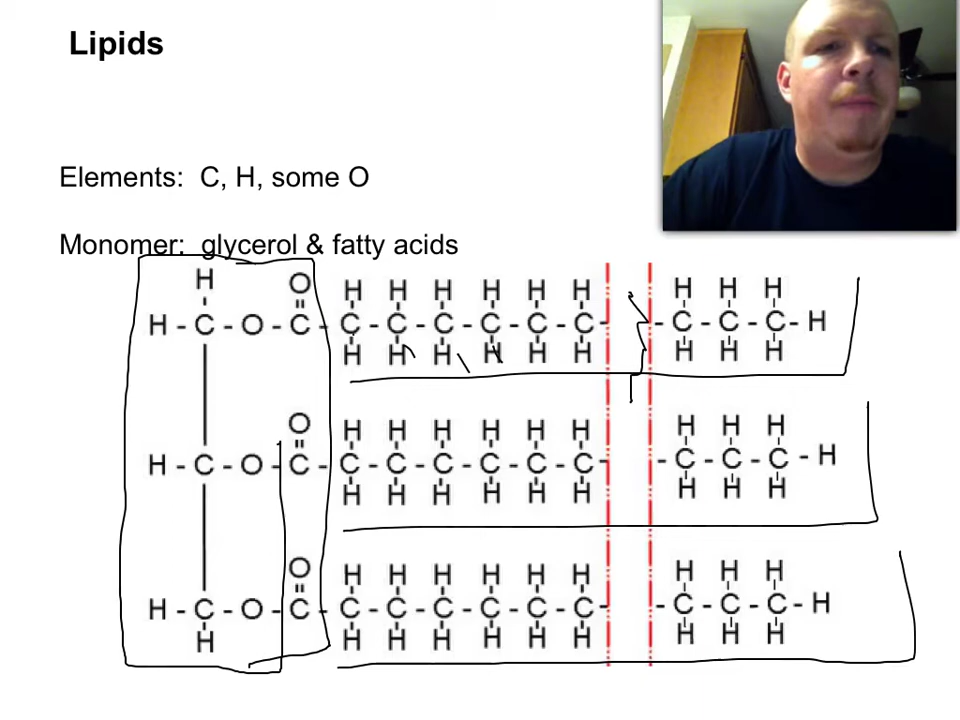 Lipids
Elements: C, H, some O
Monomer: glycerol & fatty acids
H O H H H H H H H H H
H - C - O - C - C - C - C - C - C - C - - C - C - C - H
H H H H H H H H H
O H H H H H H H H H
H - C - O - C - C - C - C - C - C - C - - C - C - C - H
H H H H H H H H H
O H H H H H H H H H
H - C - O - C - C - C - C - C - C - C - - C - C - C - H
H H H H H H H H H H